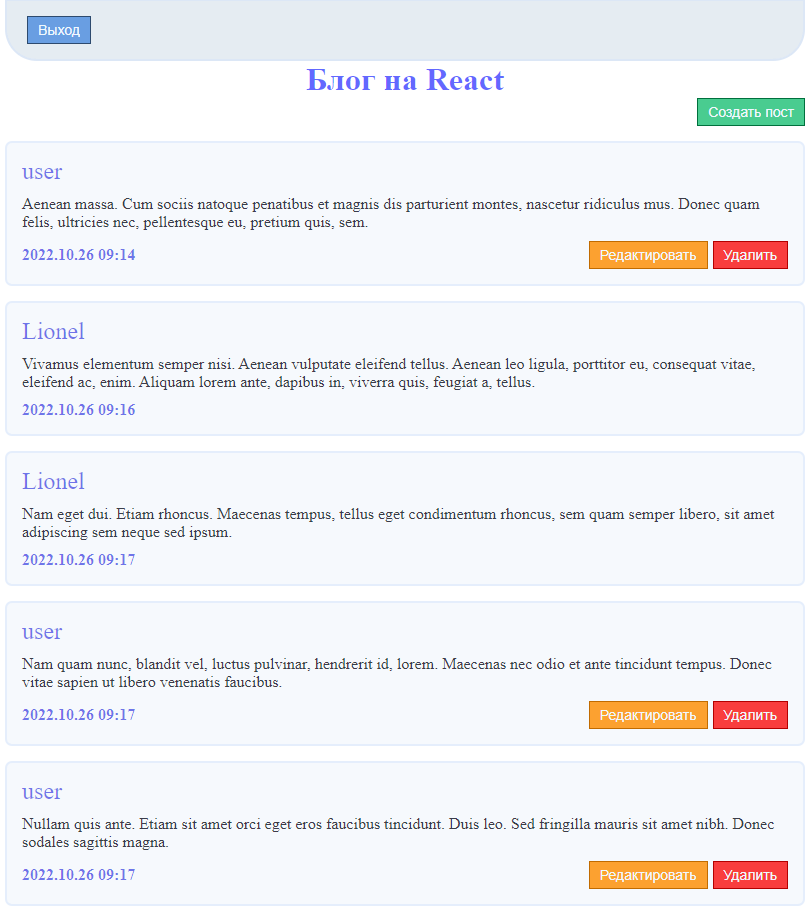 Выход
Блог на React
Создать пост
user
Aenean massa. Cum sociis natoque penatibus et magnis dis parturient montes, nascetur ridiculus mus. Donec quam
felis, ultricies nec, pellentesque eu, pretium quis, sem.
2022.10.26 09:14 Редактировать Удалить
Lionel
Vivamus elementum semper nisi. Aenean vulputate eleifend tellus. Aenean leo ligula, porttitor eu, consequat vitae,
eleifend ac, enim. Aliquam lorem ante, dapibus in, viverra quis, feugiat a, tellus.
2022.10.26 09:16
Lionel
Nam eget dui. Etiam rhoncus. Maecenas tempus, tellus eget condimentum rhoncus, sem quam semper libero, sit amet
adipiscing sem neque sed ipsum.
2022.10.26 09:17
user
Nam quam nunc, blandit vel, luctus pulvinar, hendrerit id, lorem. Maecenas nec odio et ante tincidunt tempus. Donec
vitae sapien ut libero venenatis faucibus.
2022.10.26 09:17 Редактировать Удалить
user
Nullam quis ante. Etiam sit amet orci eget eros faucibus tincidunt. Duis leo. Sed fringilla mauris sit amet nibh. Donec
sodales sagittis magna.
2022.10.26 09:17 Редактировать Удалить